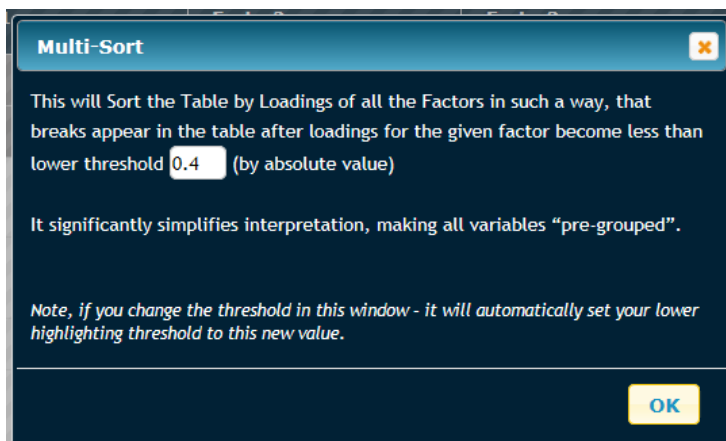 Multi-Sort
This will Sort the Table by Loadings of all the Factors in such a way, that
breaks appear in the table after loadings for the given factor become less than
lower threshold 0.4 (by absolute value)
It significantly simplifies interpretation, making all variables “pre-grouped”.
Note, if you change the threshold in this window - it will automatically set your lower
highlighting threshold to this new value.
OK